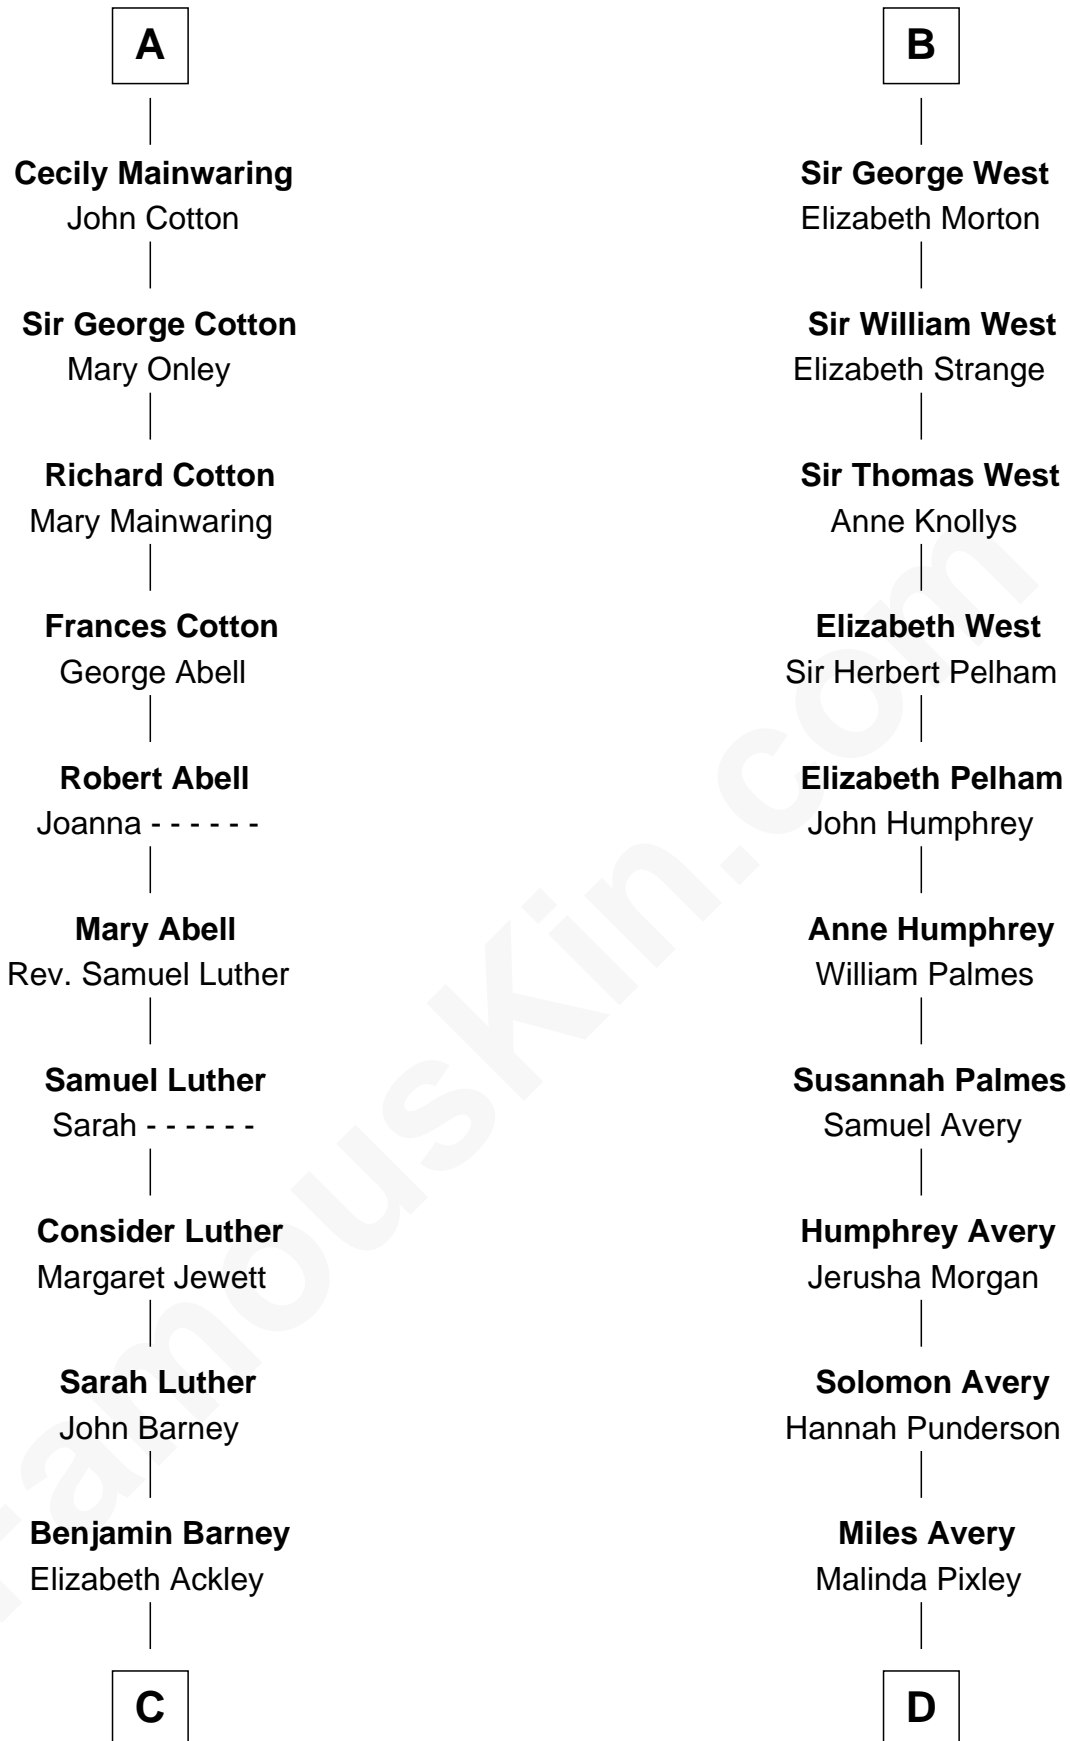 A
Cecily Mainwaring
John Cotton
Sir George Cotton
Mary Onley
Richard Cotton
Mary Mainwaring
Frances Cotton
George Abell
Robert Abell
Joanna - - - - - -
Mary Abell
Rev. Samuel Luther
Samuel Luther
Sarah - - - - - -
Consider Luther
Margaret Jewett
Sarah Luther
John Barney
Benjamin Barney
Elizabeth Ackley
C
B
Sir George West
Elizabeth Morton
Sir William West
Elizabeth Strange
Sir Thomas West
Anne Knollys
Elizabeth West
Sir Herbert Pelham
Elizabeth Pelham
John Humphrey
Anne Humphrey
William Palmes
Susannah Palmes
Samuel Avery
Humphrey Avery
Jerusha Morgan
Solomon Avery
Hannah Punderson
Miles Avery
Malinda Pixley
D
FamousKin.com